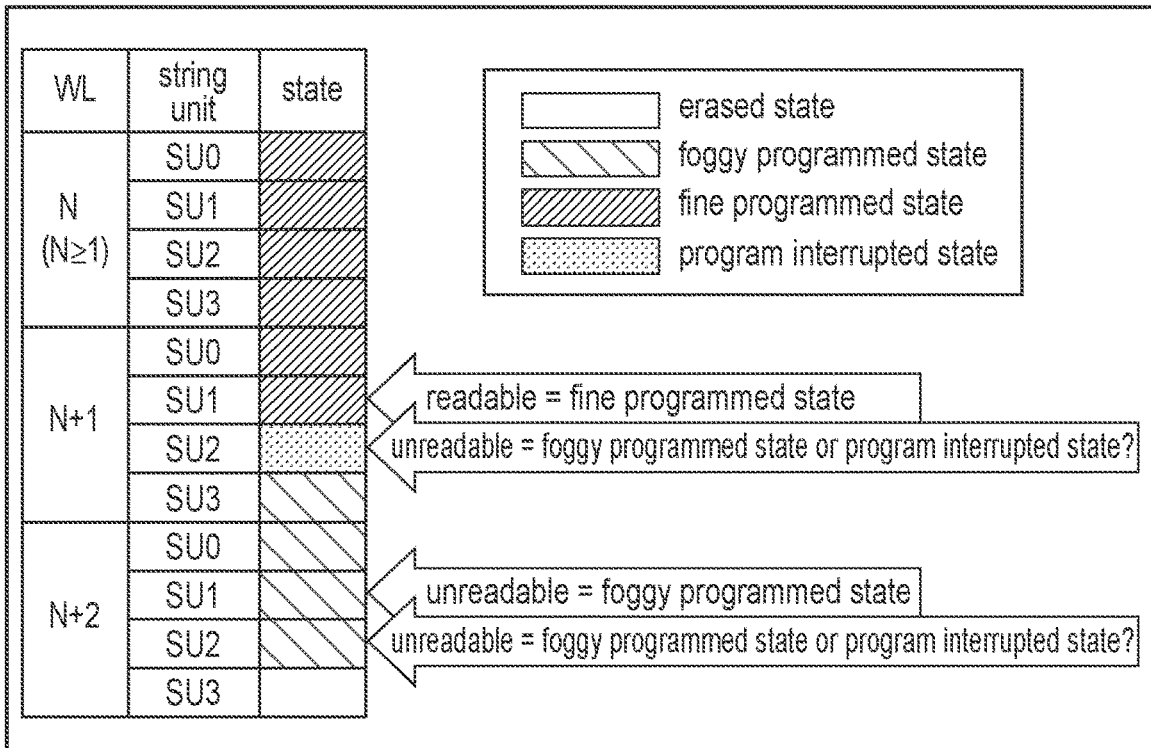 WL
string
unit
state
N
(N≥1)
SU0
SU1
SU2
SU3
N+1
SU0
SU1
SU2
SU3
N+2
SU0
SU1
SU2
SU3
erased state
foggy programmed state
fine programmed state
program interrupted state
readable = fine programmed state
unreadable = foggy programmed state or program interrupted state?
unreadable = foggy programmed state
unreadable = foggy programmed state or program interrupted state?